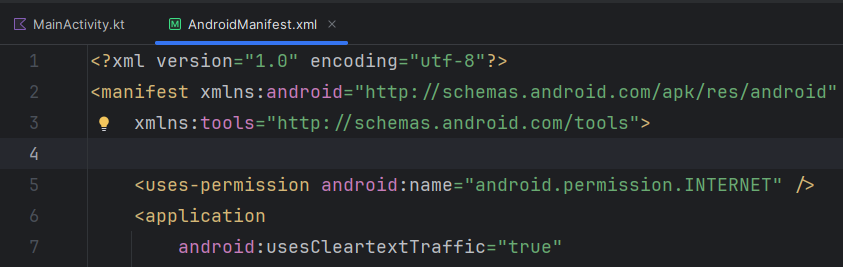 MainActivity.kt AndroidManifest.xml
1 <?xml version="1.0" encoding="utf-8"?>
2 <manifest xmlns:android="http://schemas.android.com/apk/res/android"
3 xmlns:tools="http://schemas.android.com/tools">
4
5 <uses-permission android:name="android.permission.INTERNET" />
6 <application
7 android:usesCleartextTraffic="true"